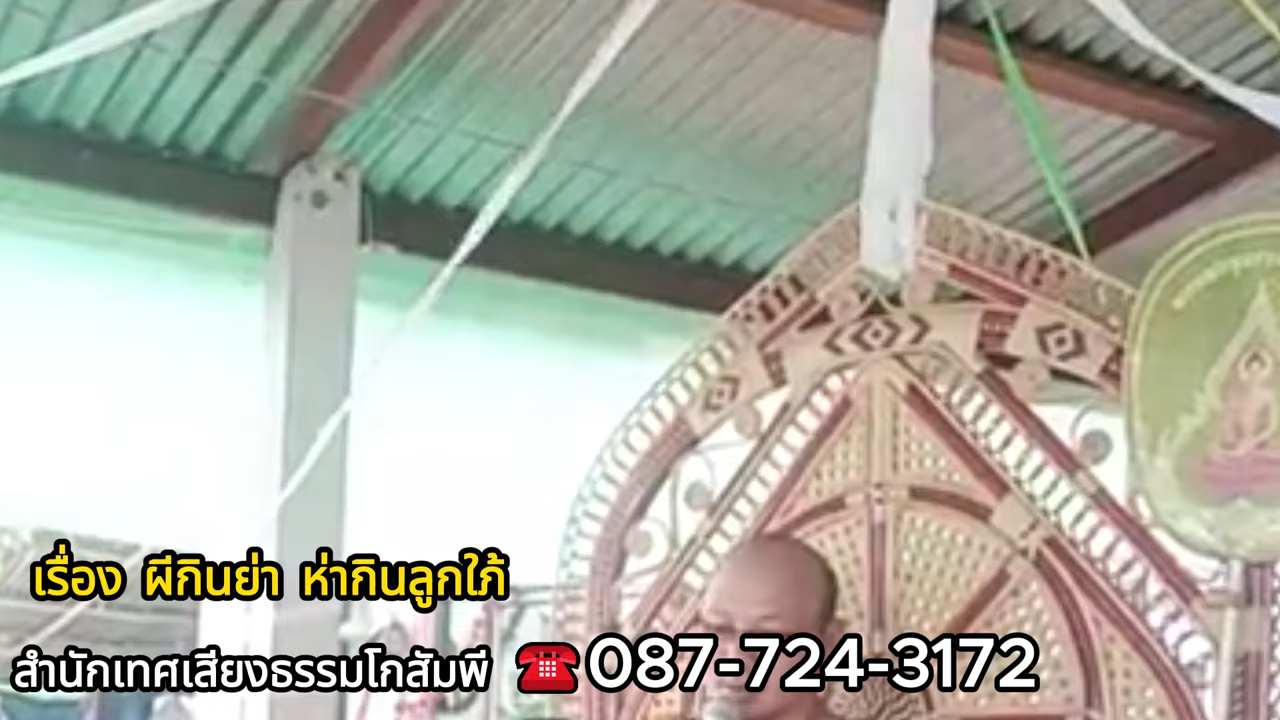 เรื่อง ผีกินย่า ห่ากินลูกใภ้
สำนักเทศเสียงธรรมโกสัมพี ☎087-724-3172